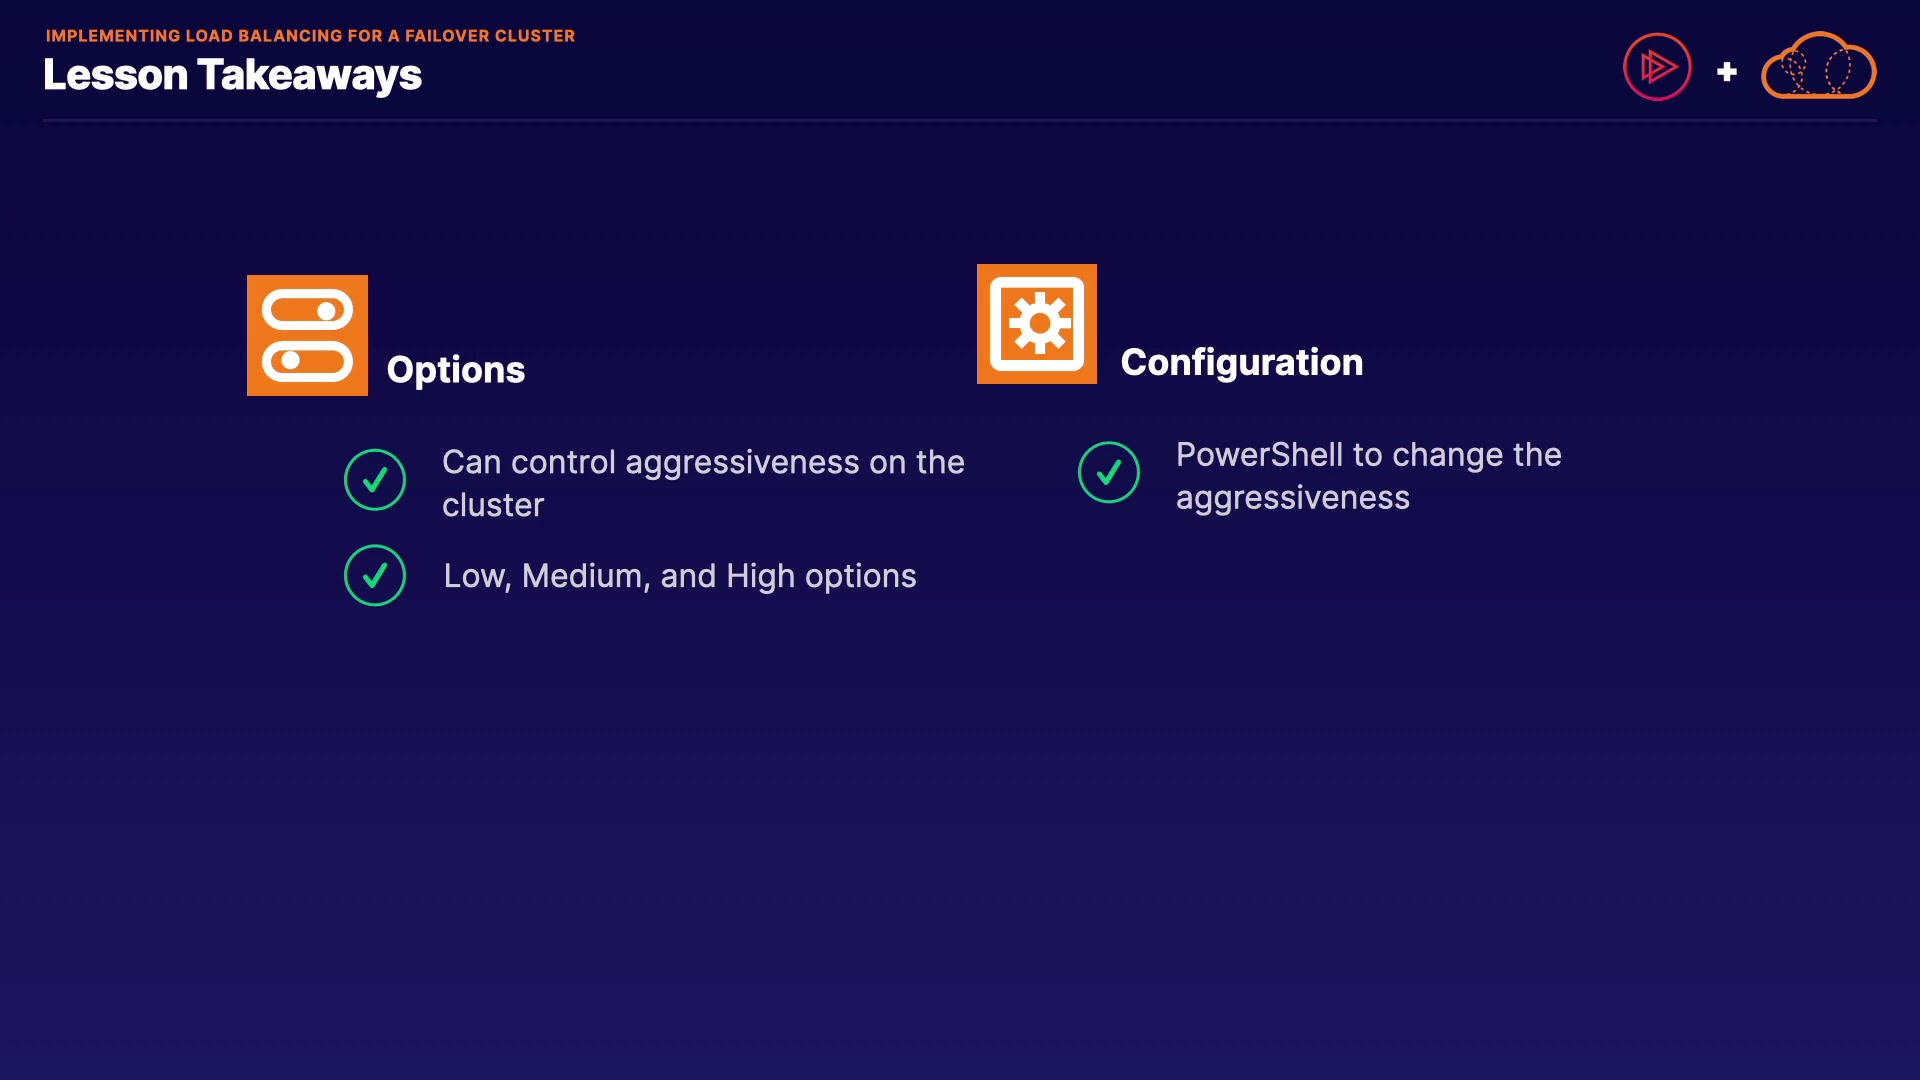 IMPLEMENTING LOAD BALANCING FOR A FAILOVER CLUSTER
Lesson Takeaways
Options
Can control aggressiveness on the
cluster
Low, Medium, and High options
Configuration
PowerShell to change the
aggressiveness